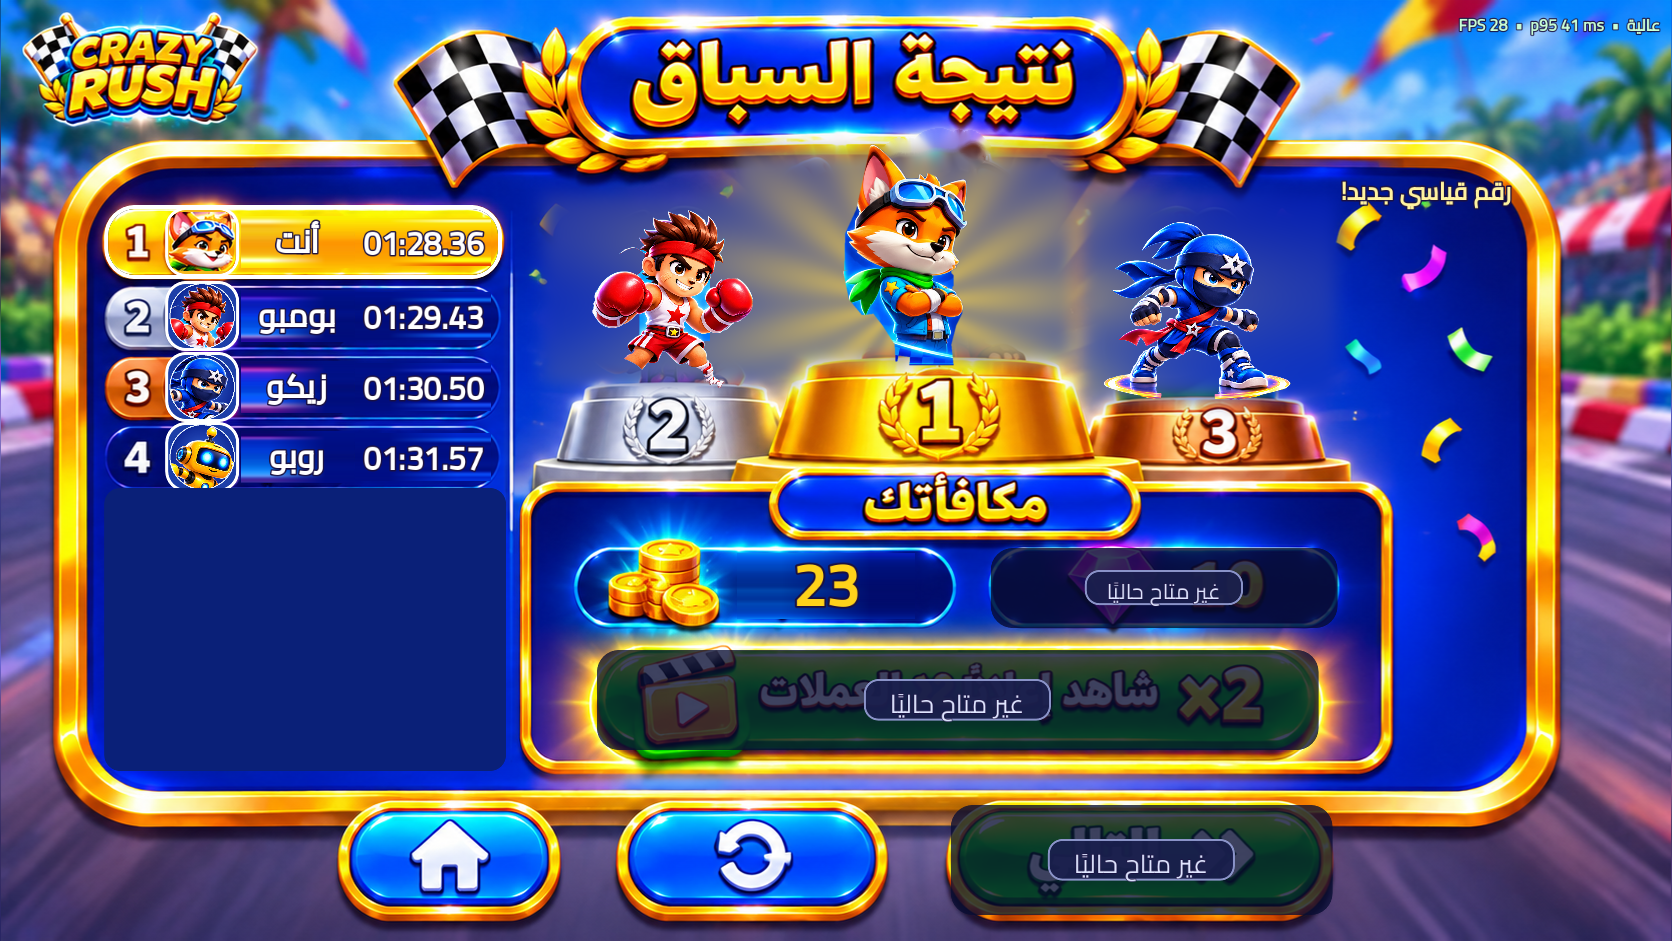 CRAZY
RUSH
نتيجة السباق
FPS 28 • p95 41 ms • عالية
رقم قياسي جديد!
1 أنت 01:28.36
2 بومبو 01:29.43
3 زيكو 01:30.50
4 روبو 01:31.57
2
1
3
مكافأتك
23
غير متاح حاليًا
10
شاهد
العملات
x2
غير متاح حاليًا
غير متاح حاليًا